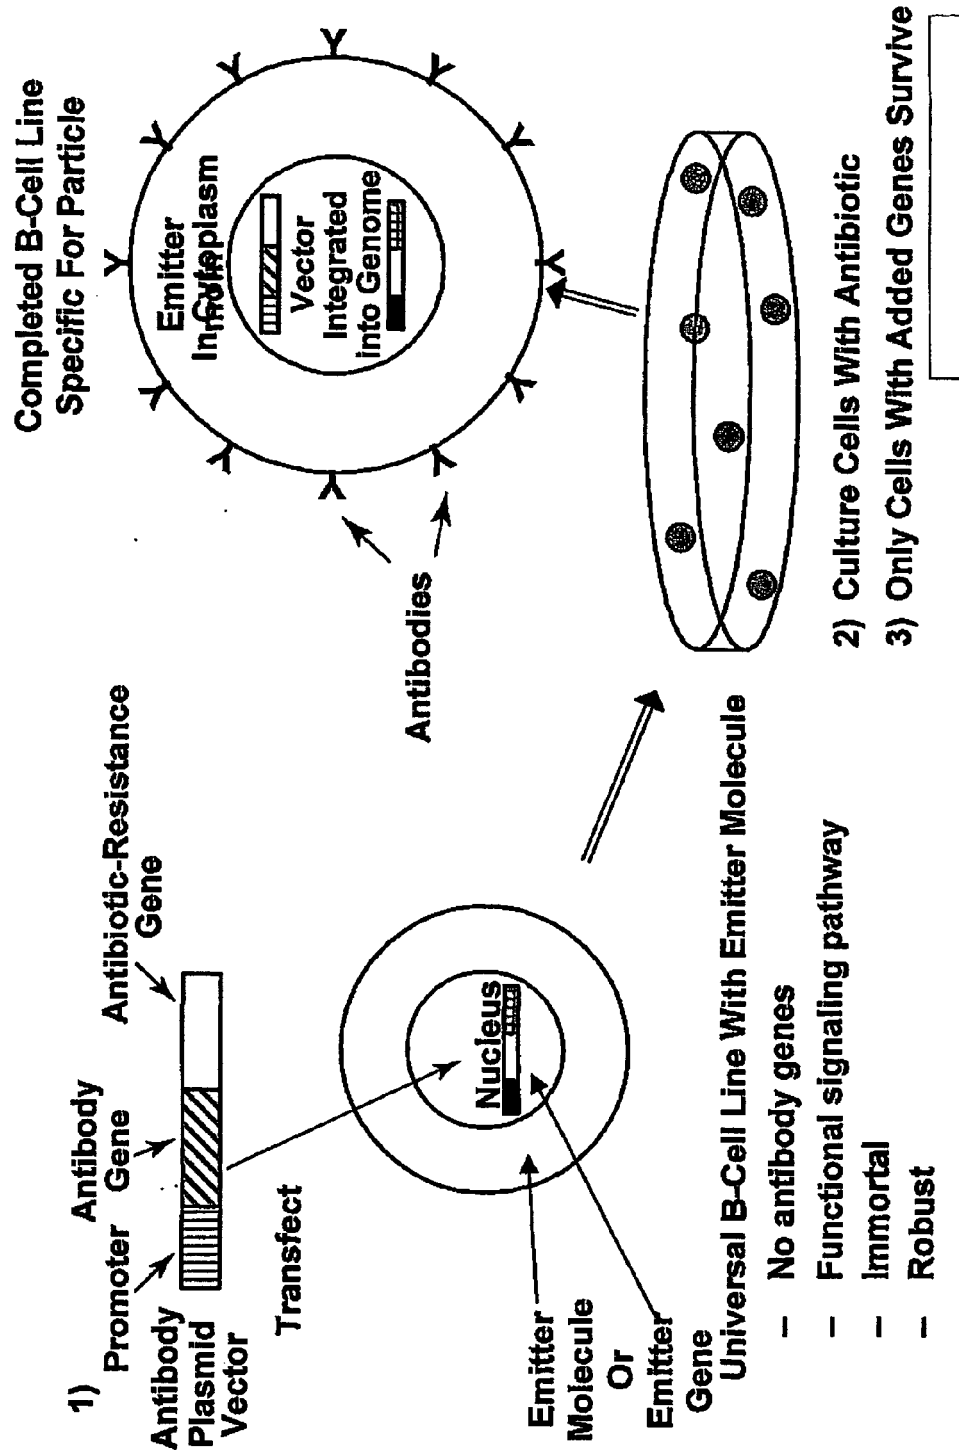 1)
Promoter
Antibody
Gene
Antibiotic-Resistance
Gene
Antibody
Plasmid
Vector
Transfect
Nucleus
Emitter
Molecule
Or
Emitter
Gene
Universal B-Cell Line With Emitter Molecule
– No antibody genes
– Functional signaling pathway
– Immortal
– Robust
2) Culture Cells With Antibiotic
3) Only Cells With Added Genes Survive
Antibodies
Completed B-Cell Line
Specific For Particle
Emitter
Cytoplasm
Vector
Integrated
into Genome